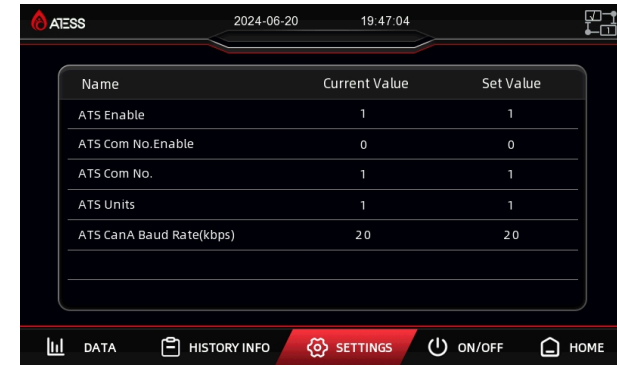 ATESS 2024-06-20 19:47:04
1
Name Current Value Set Value
ATS Enable 1 1
ATS Com No.Enable 0 0
ATS Com No. 1 1
ATS Units 1 1
ATS CanA Baud Rate(kbps) 20 20
DATA HISTORY INFO SETTINGS ON/OFF HOME